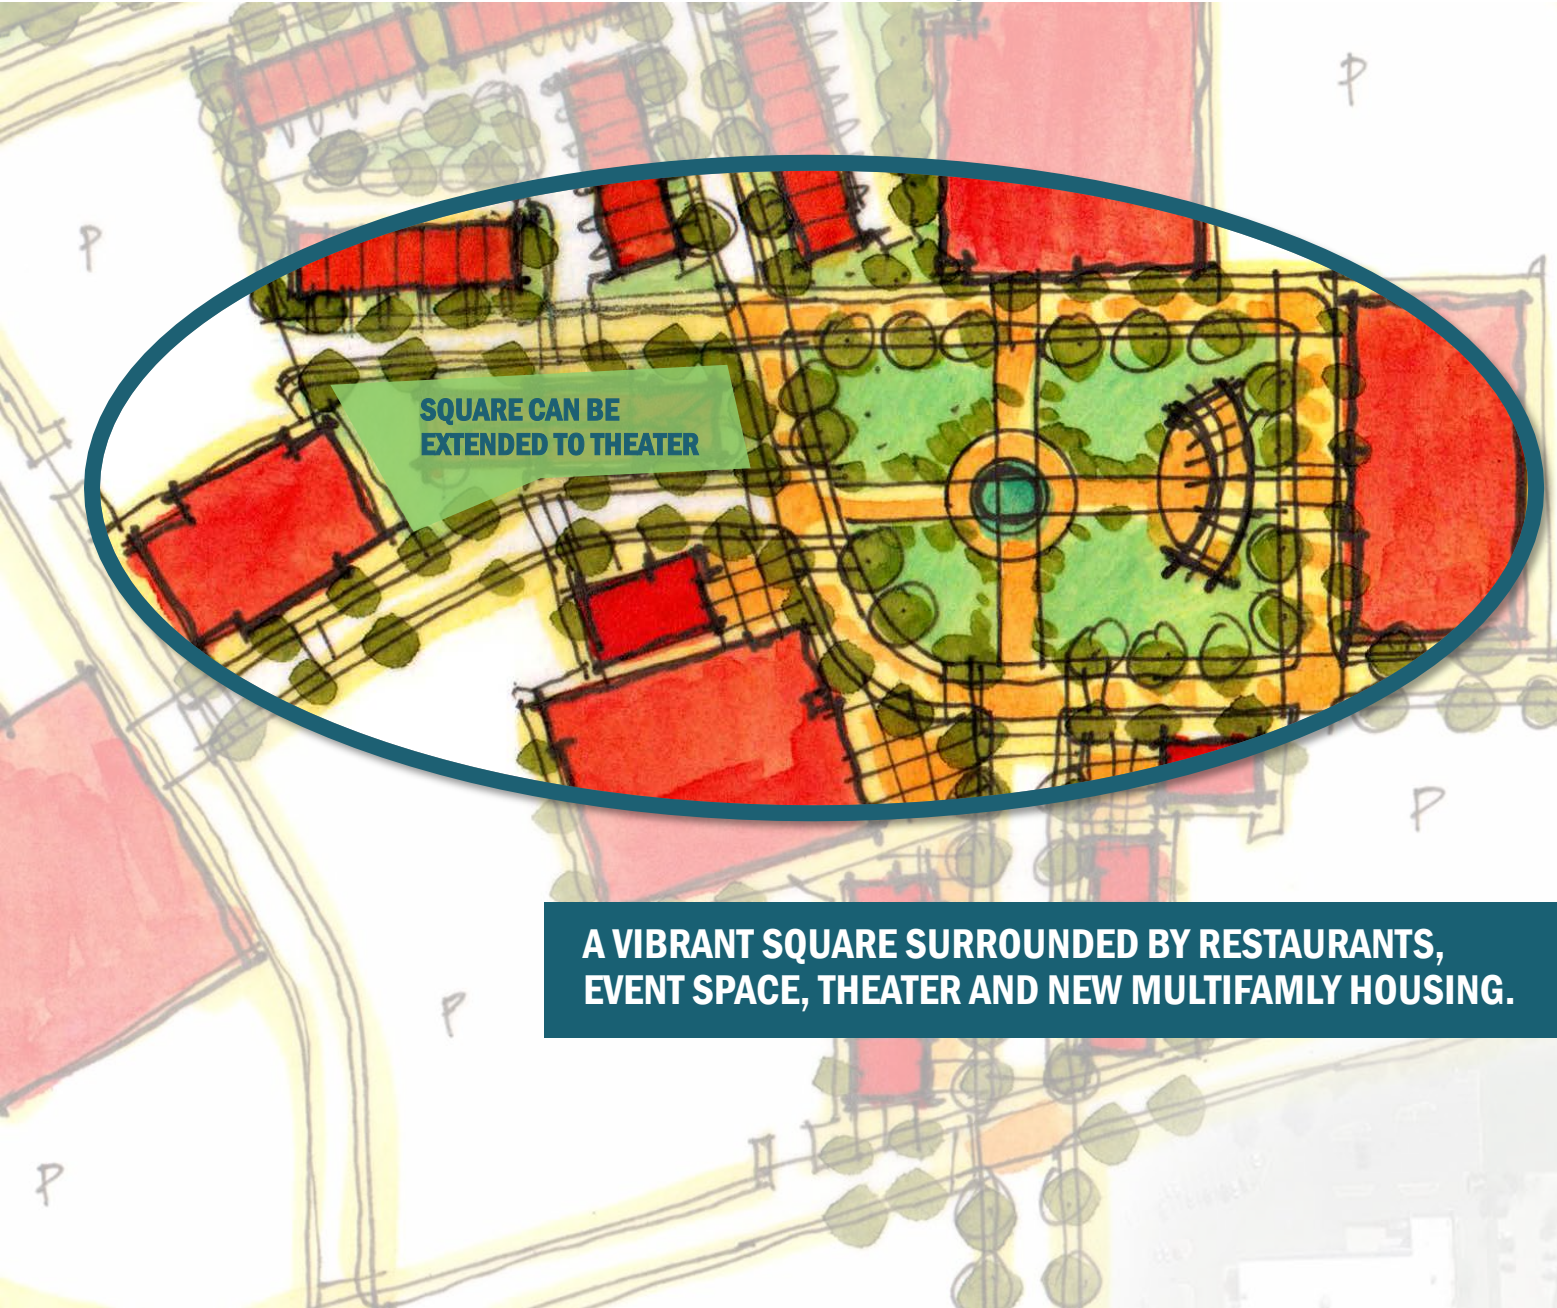 P
P
SQUARE CAN BE
EXTENDED TO THEATER
P
A VIBRANT SQUARE SURROUNDED BY RESTAURANTS,
EVENT SPACE, THEATER AND NEW MULTIFAMLY HOUSING.
P
P